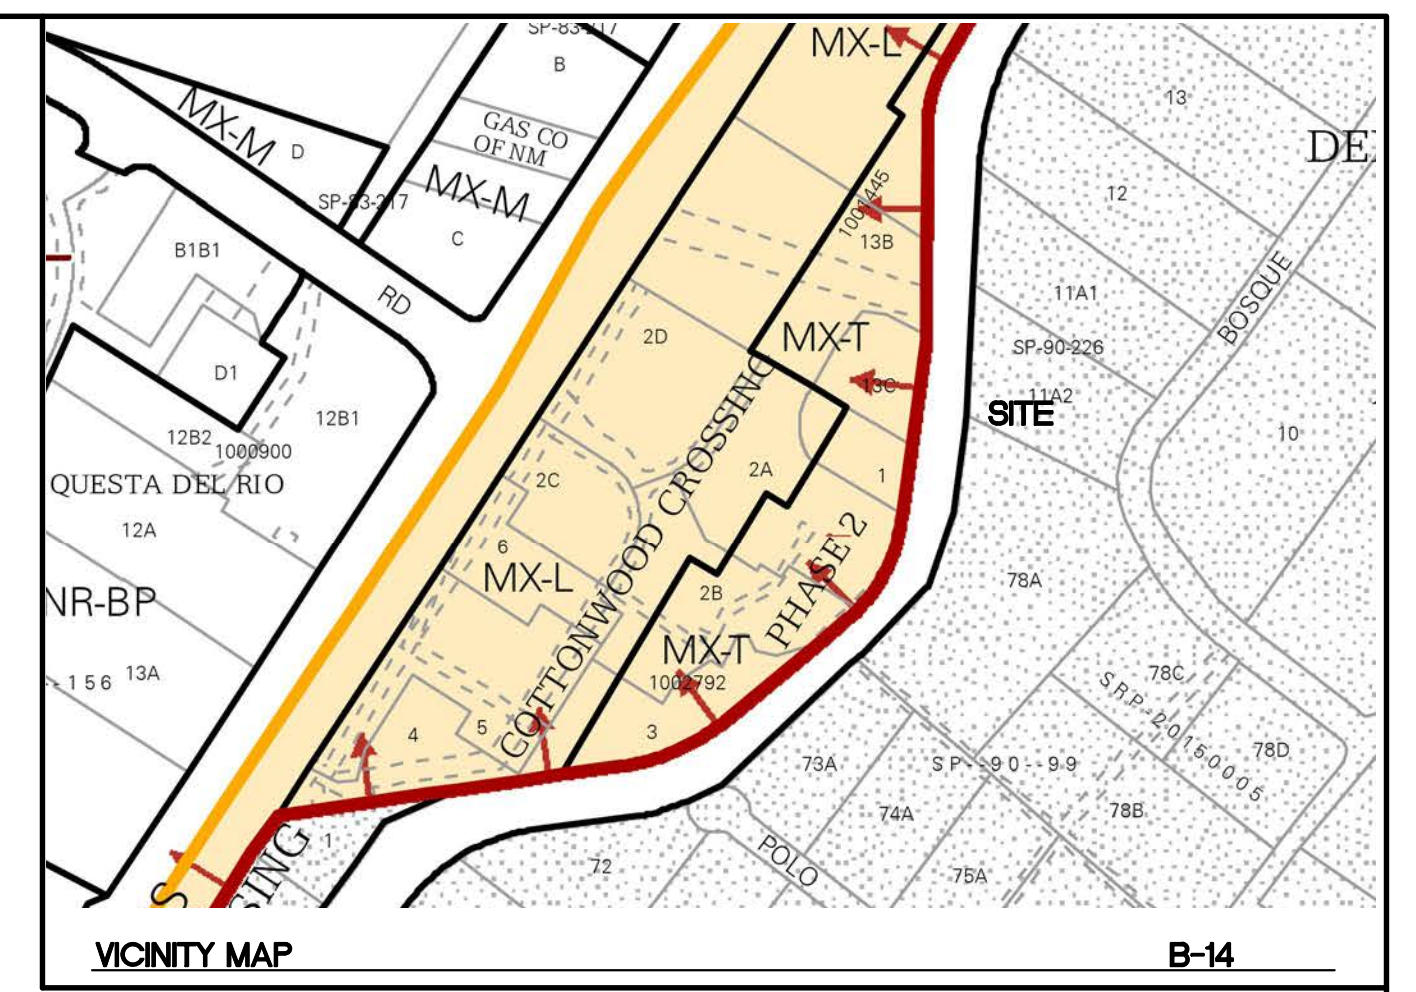 SP-83-217
B
MX-L
13
MX-M
D
GAS CO
OF NM
DE
MX-M
SP-83-217
1001445
12
C
13B
B1B1
RD
11A1
BOSQUE
2D
MX-T
SP-90-226
D1
13C
11A2
12B1
SITE
12B2
1000900
10
QUESTA DEL RIO
2C
2A
1
12A
COTTONWOOD CROSSING
PHASE 2
6
MX-L
78A
NR-BP
2B
MX-T
-156
13A
1002792
78C
SRP-20150005
4
5
3
73A
SP--90--99
78D
74A
78B
1
SING
72
POLO
75A
S
VICINITY MAP
B-14